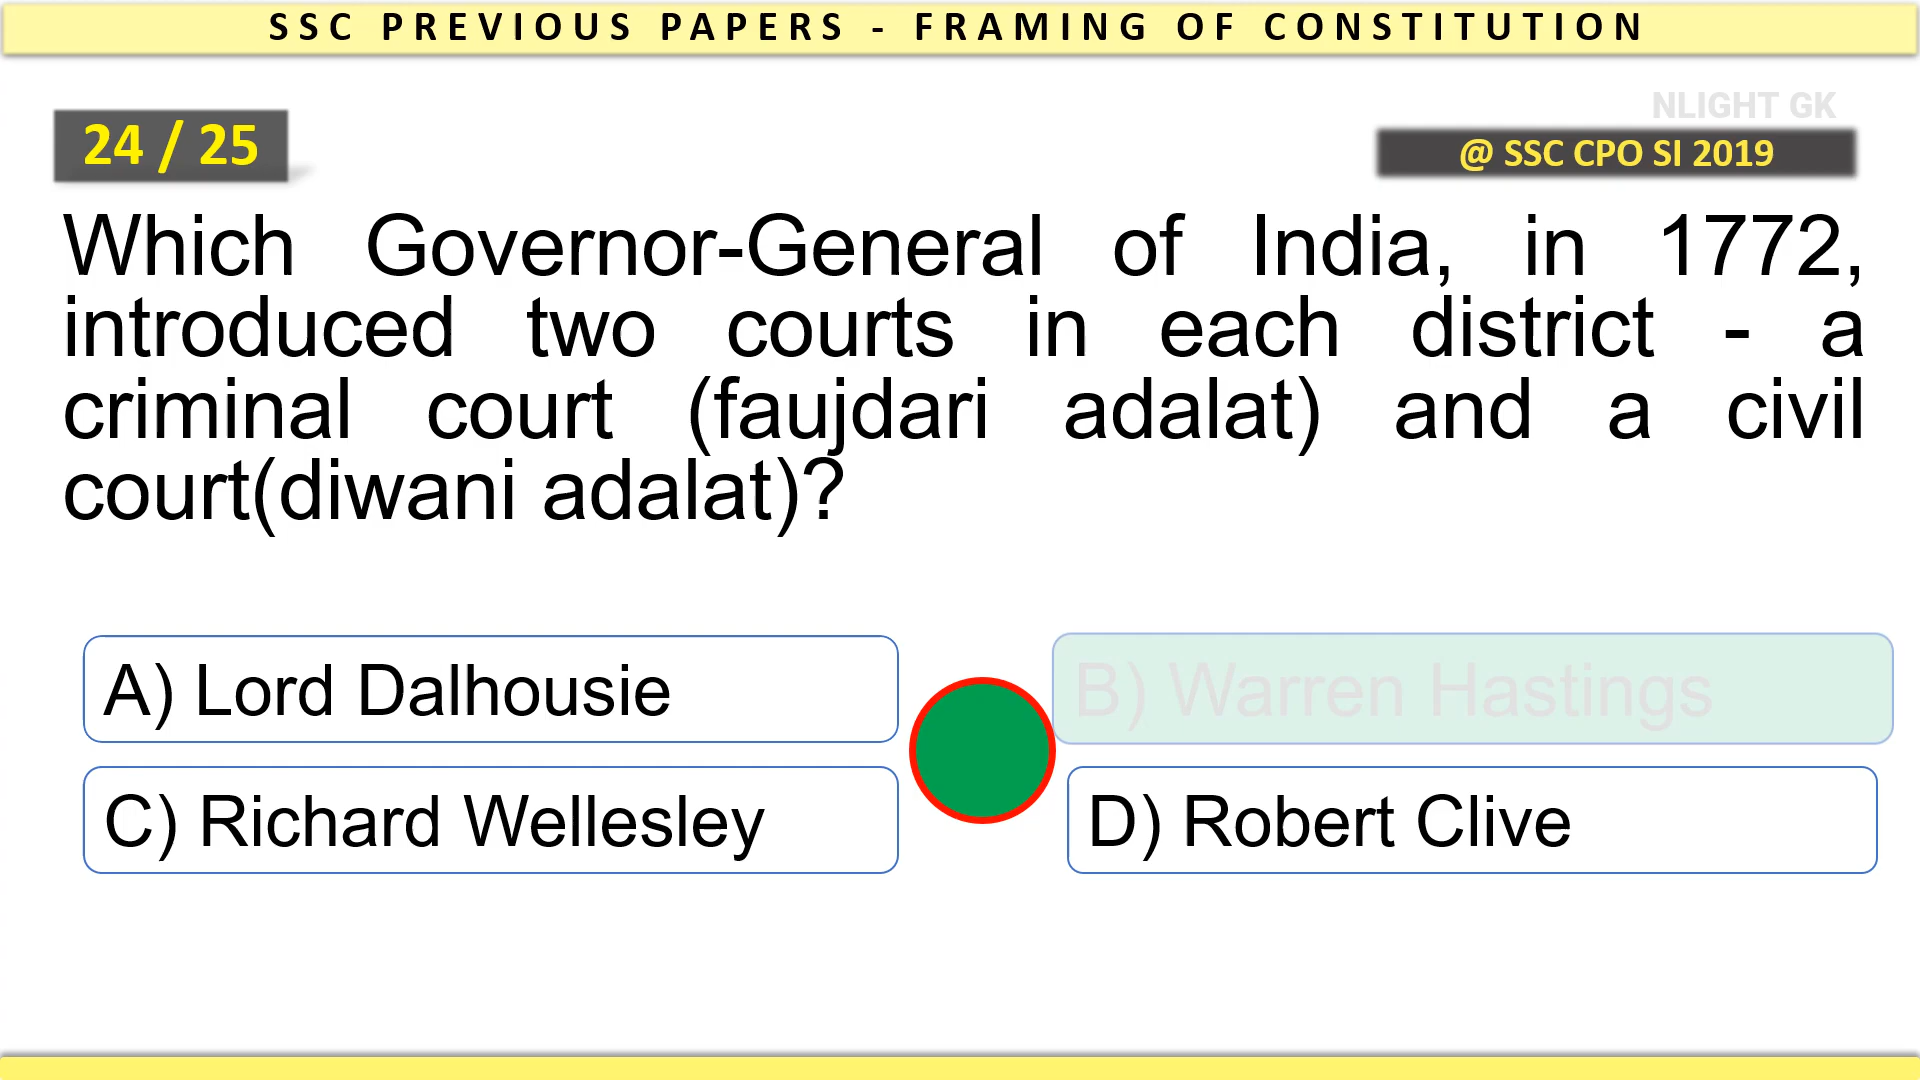 SSC PREVIOUS PAPERS - FRAMING OF CONSTITUTION
NLIGHT GK
24 / 25
@ SSC CPO SI 2019
Which Governor-General of India, in 1772,
introduced two courts in each district - a
criminal court (faujdari adalat) and a civil
court(diwani adalat)?
A) Lord Dalhousie
B) Warren Hastings
C) Richard Wellesley
D) Robert Clive